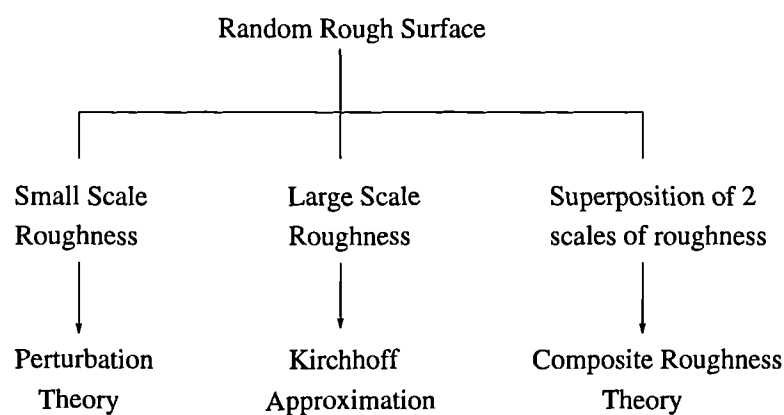 Random Rough Surface
Small Scale
Roughness
Large Scale
Roughness
Superposition of 2
scales of roughness
Perturbation
Theory
Kirchhoff
Approximation
Composite Roughness
Theory